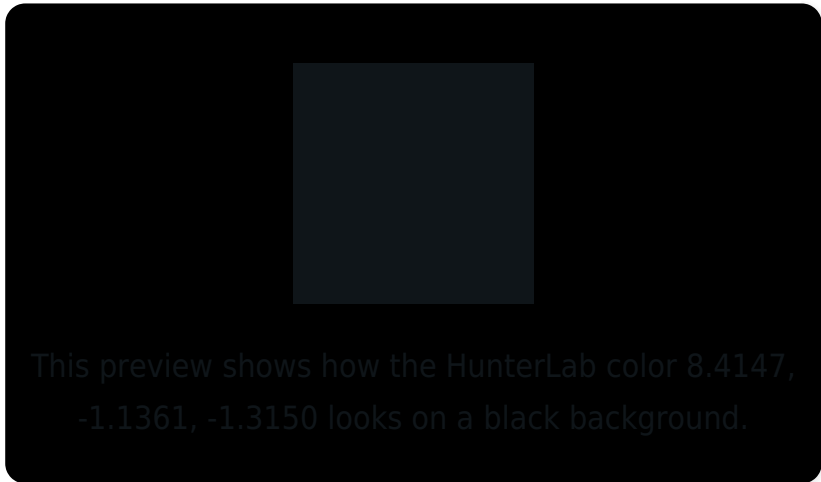 This preview shows how the HunterLab color 8.4147,
-1.1361, -1.3150 looks on a black background.